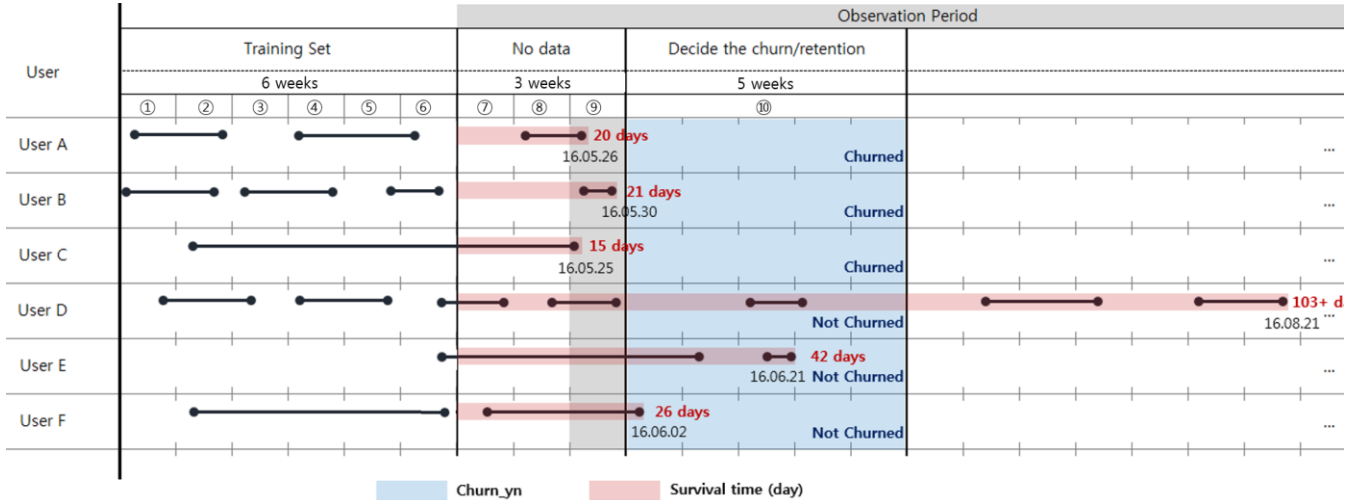 Observation Period
User
Training Set
No data
Decide the churn/retention
6 weeks
3 weeks
5 weeks
① ② ③ ④ ⑤ ⑥ ⑦ ⑧ ⑨ ⑩
User A
20 days
16.05.26
Churned
...
User B
21 days
16.05.30
Churned
...
User C
15 days
16.05.25
Churned
...
User D
103+ d
16.08.21
Not Churned
...
User E
42 days
16.06.21
Not Churned
...
User F
26 days
16.06.02
Not Churned
...
Churn_yn
Survival time (day)